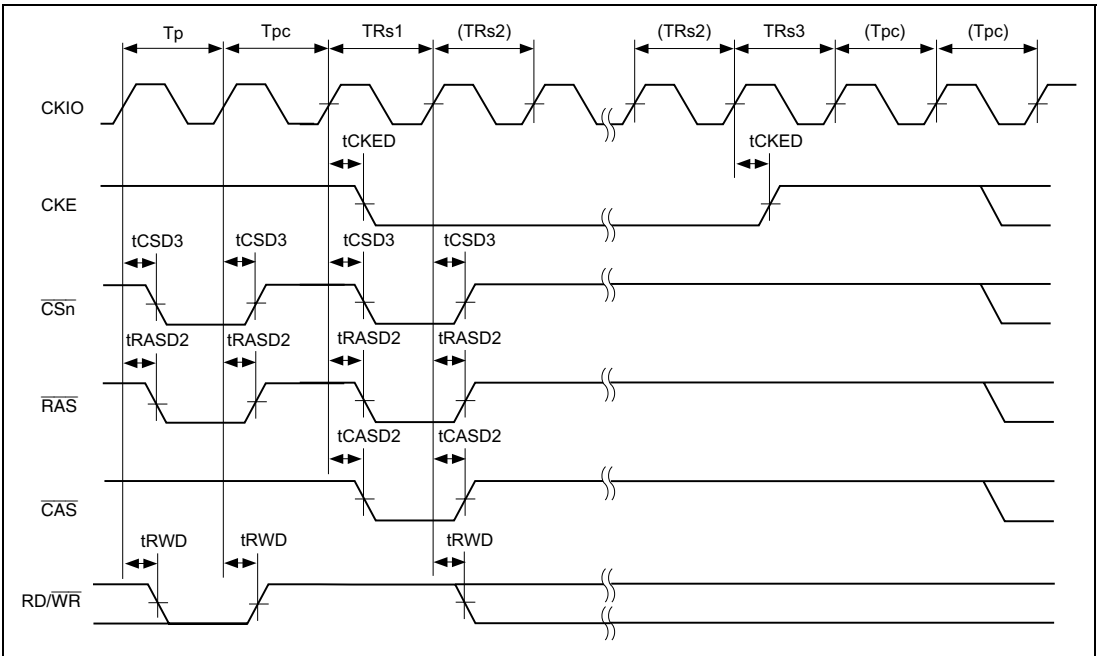 Tp Tpc TRs1 (TRs2) (TRs2) TRs3 (Tpc) (Tpc)
CKIO
tCKED tCKED
CKE
tCSD3 tCSD3 tCSD3 tCSD3
CSn
tRASD2 tRASD2 tRASD2 tRASD2
RAS
tCASD2 tCASD2
CAS
tRWD tRWD tRWD
RD/WR